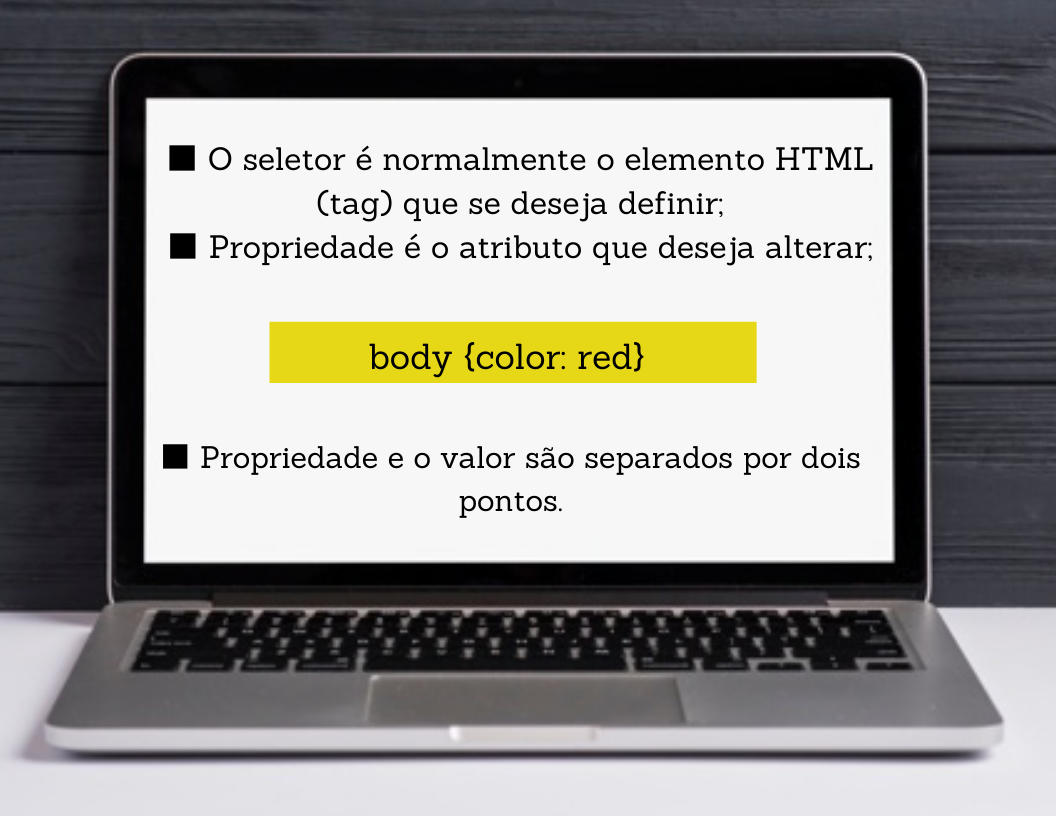 ■ O seletor é normalmente o elemento HTML
(tag) que se deseja definir;
■ Propriedade é o atributo que deseja alterar;
body {color: red}
■ Propriedade e o valor são separados por dois
pontos.